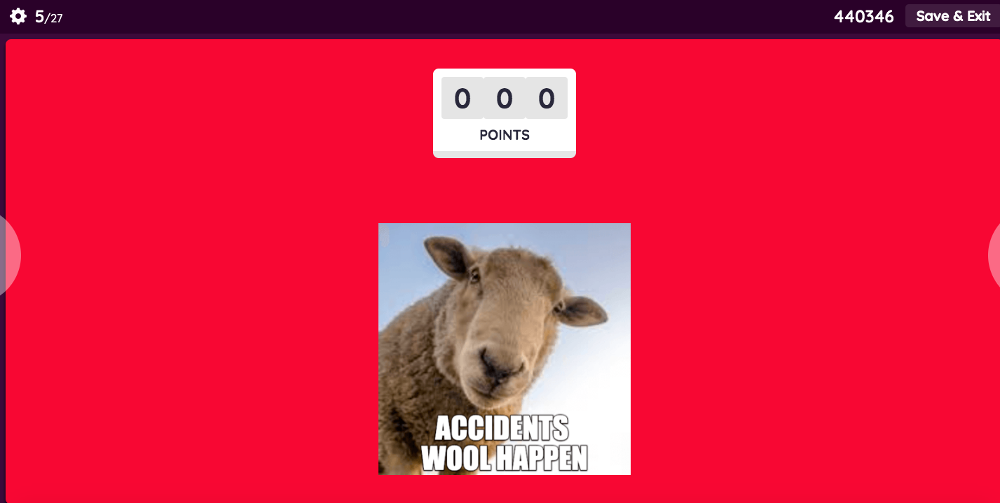 5/27 440346 Save & Exit
0 0 0
POINTS
ACCIDENTS
WOOL HAPPEN